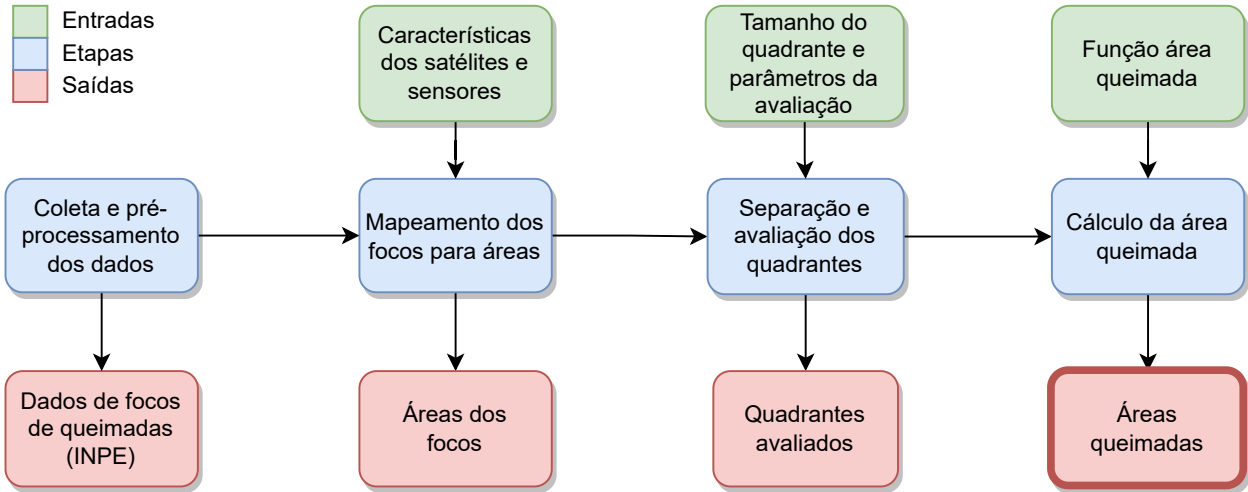 Entradas
Etapas
Saídas
Características
dos satélites e
sensores
Tamanho do
quadrante e
parâmetros da
avaliação
Função área
queimada
Coleta e pré-
processamento
dos dados
Mapeamento dos
focos para áreas
Separação e
avaliação dos
quadrantes
Cálculo da área
queimada
Dados de focos
de queimadas
(INPE)
Áreas dos
focos
Quadrantes
avaliados
Áreas
queimadas